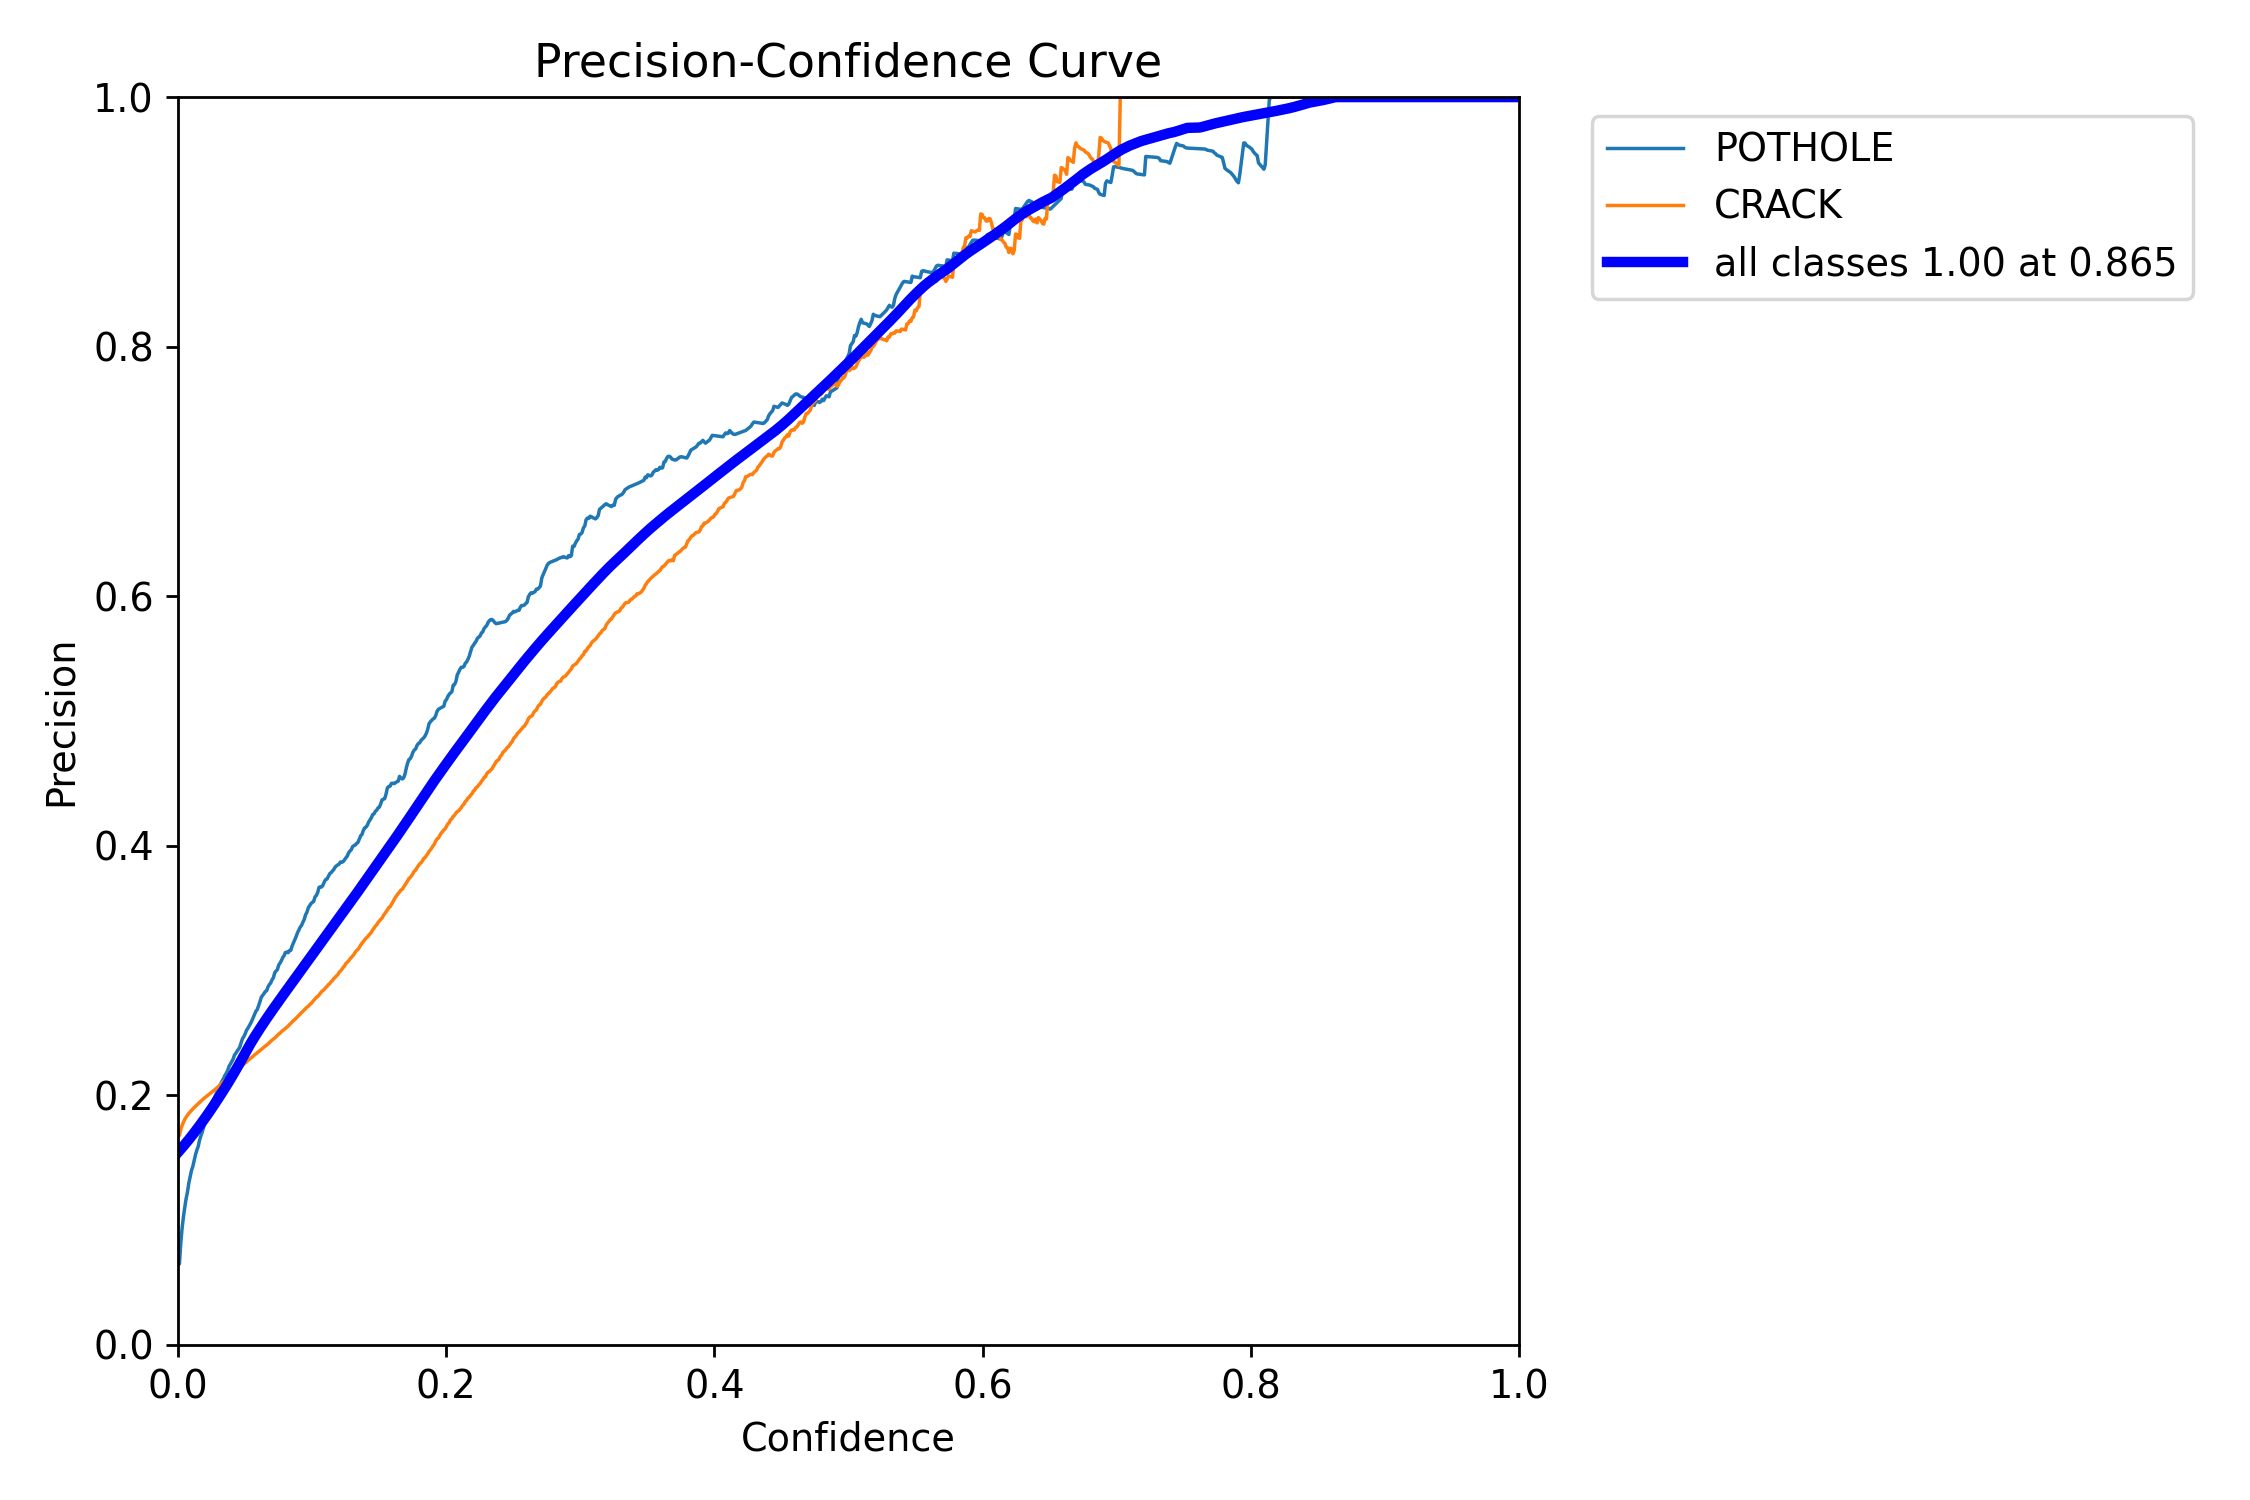 Precision-Confidence Curve
1.0
0.8
0.6
0.4
0.2
0.0
Precision
0.0 0.2 0.4 0.6 0.8 1.0
Confidence
POTHOLE
CRACK
all classes 1.00 at 0.865